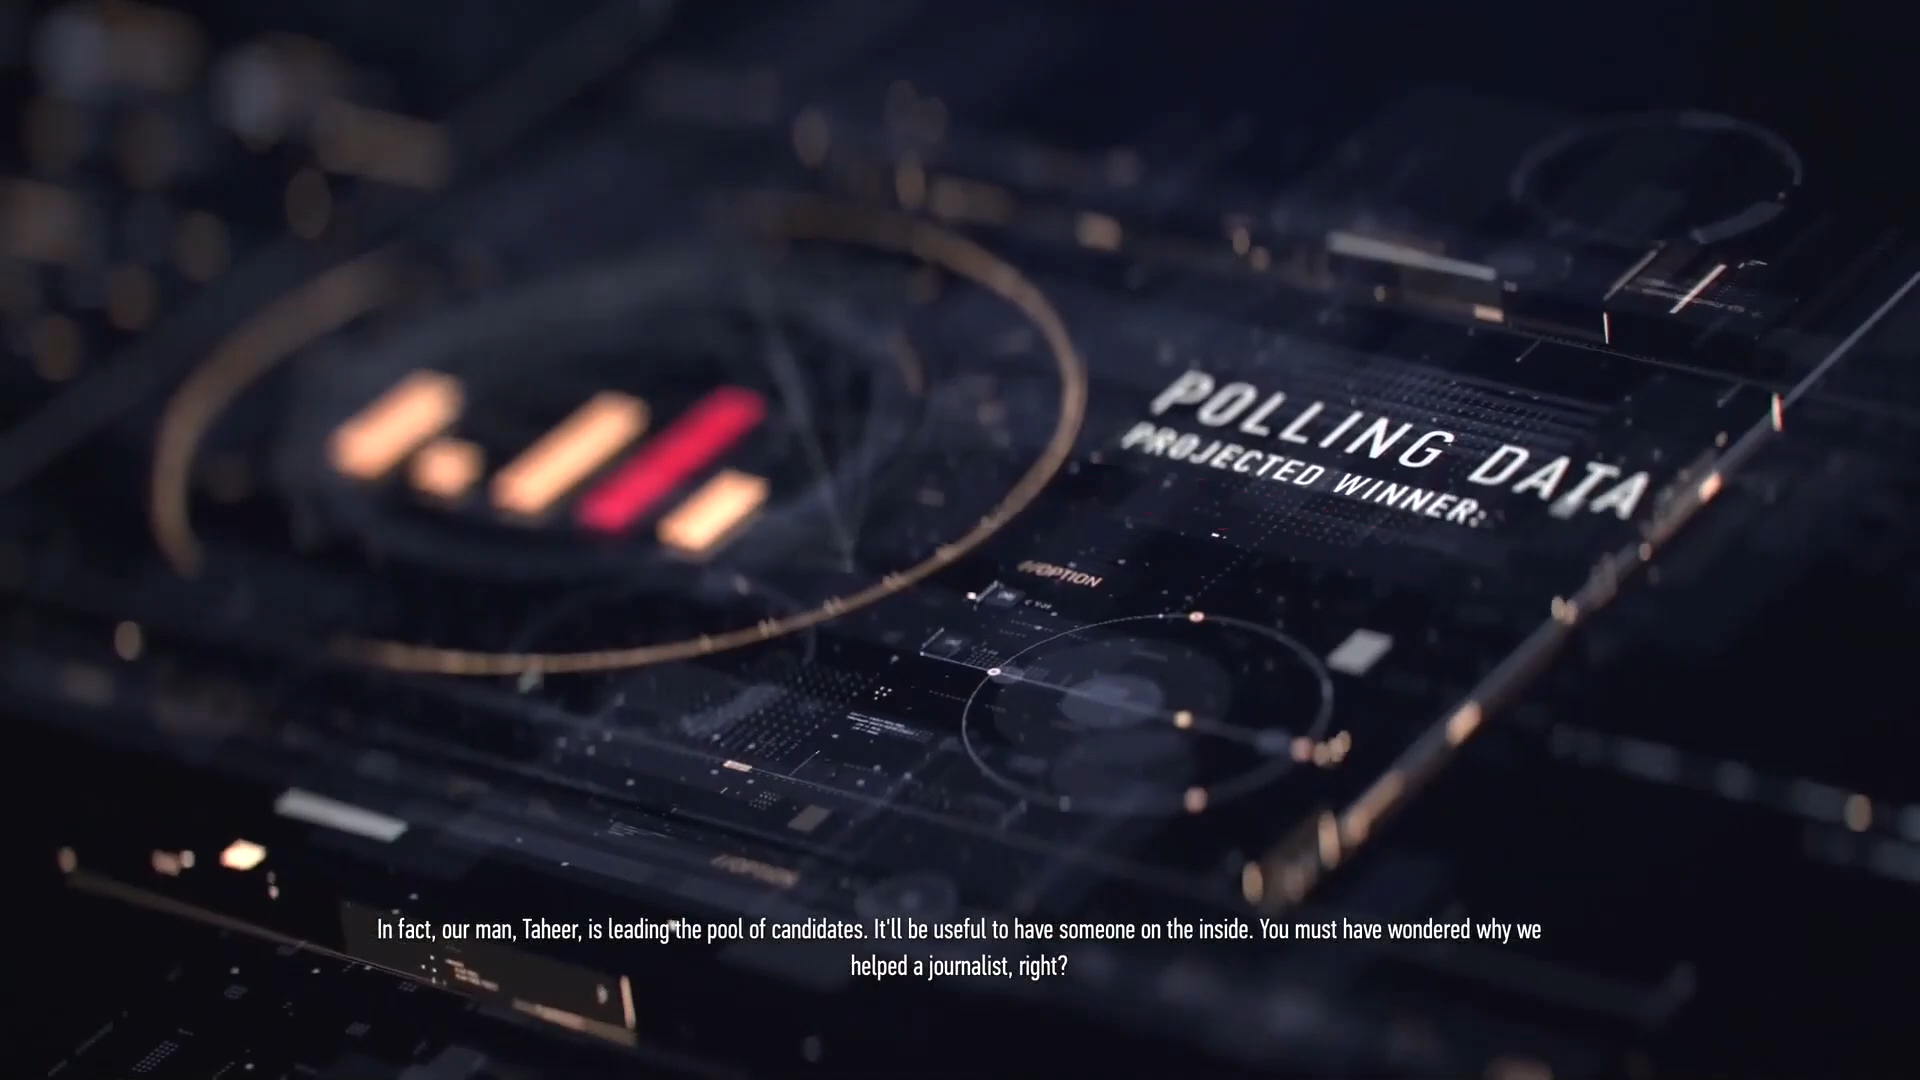 POLLING DATA
PROJECTED WINNER:
//OPTION
//OPTION
In fact, our man, Taheer, is leading the pool of candidates. It'll be useful to have someone on the inside. You must have wondered why we
helped a journalist, right?